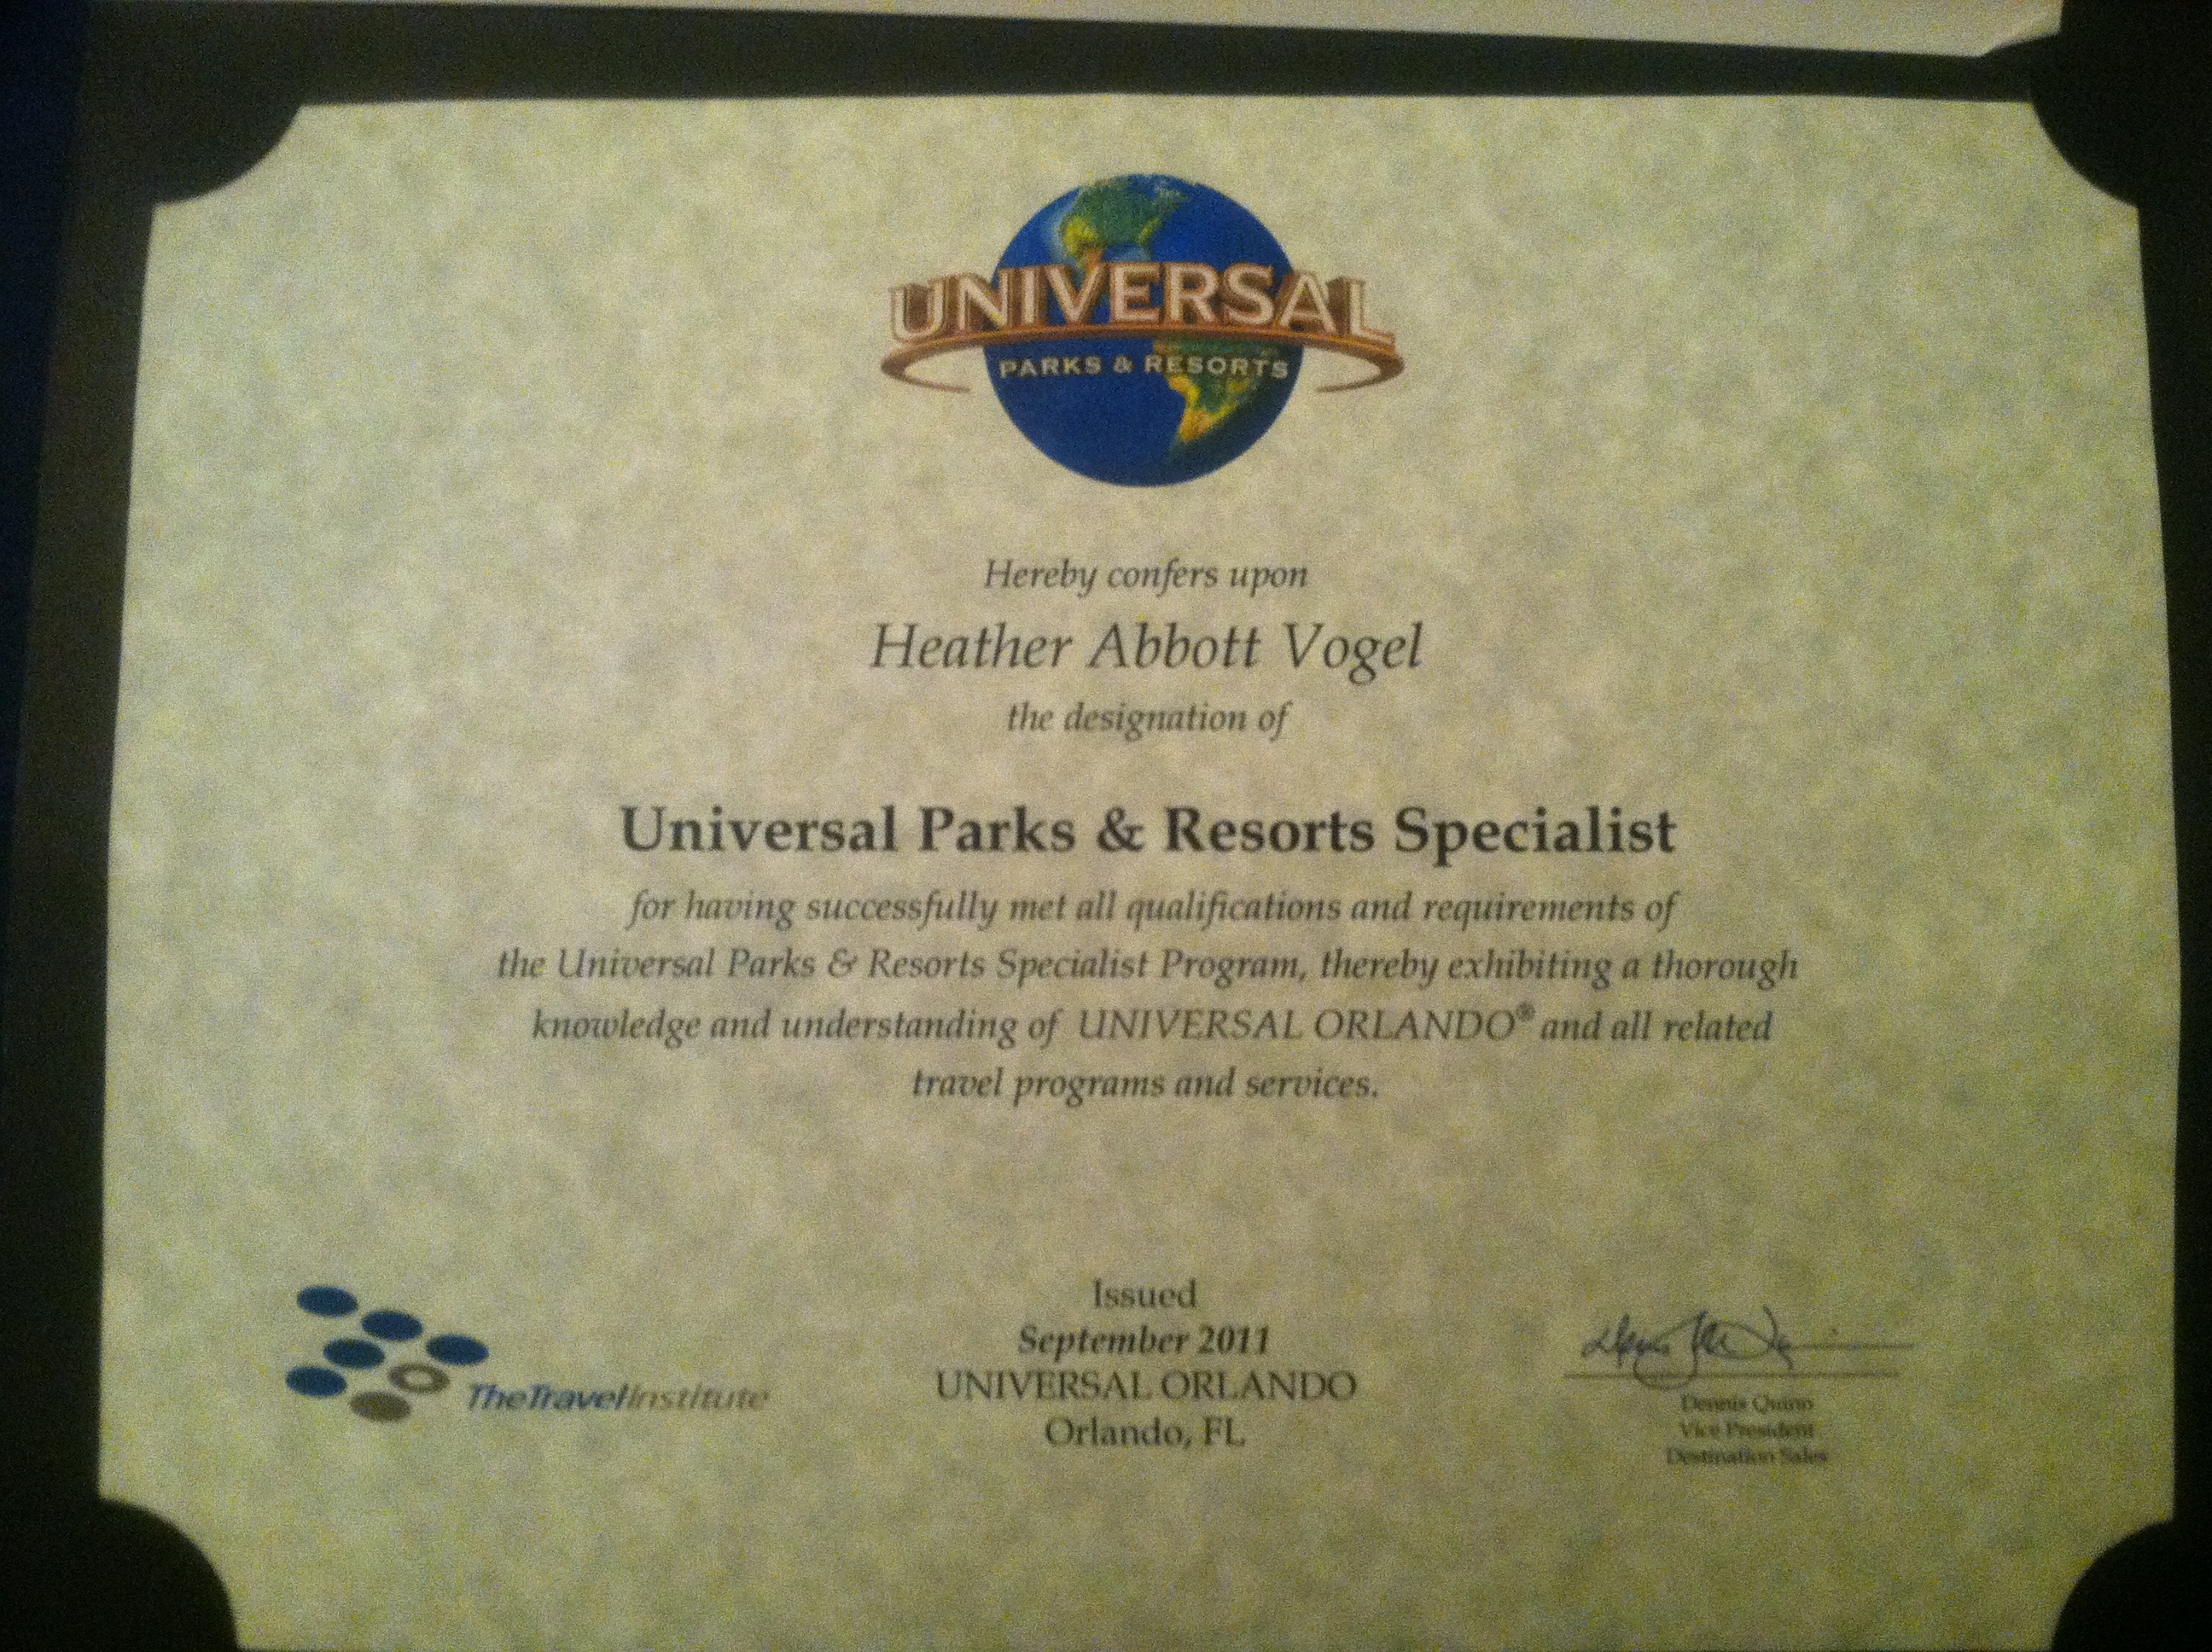 UNIVERSAL
PARKS & RESORTS
Hereby confers upon
Heather Abbott Vogel
the designation of
Universal Parks & Resorts Specialist
for having successfully met all qualifications and requirements of
the Universal Parks & Resorts Specialist Program, thereby exhibiting a thorough
knowledge and understanding of UNIVERSAL ORLANDO® and all related
travel programs and services.
TheTravelInstitute
Issued
September 2011
UNIVERSAL ORLANDO
Orlando, FL
Dennis Quinn
Vice President
Destination Sales